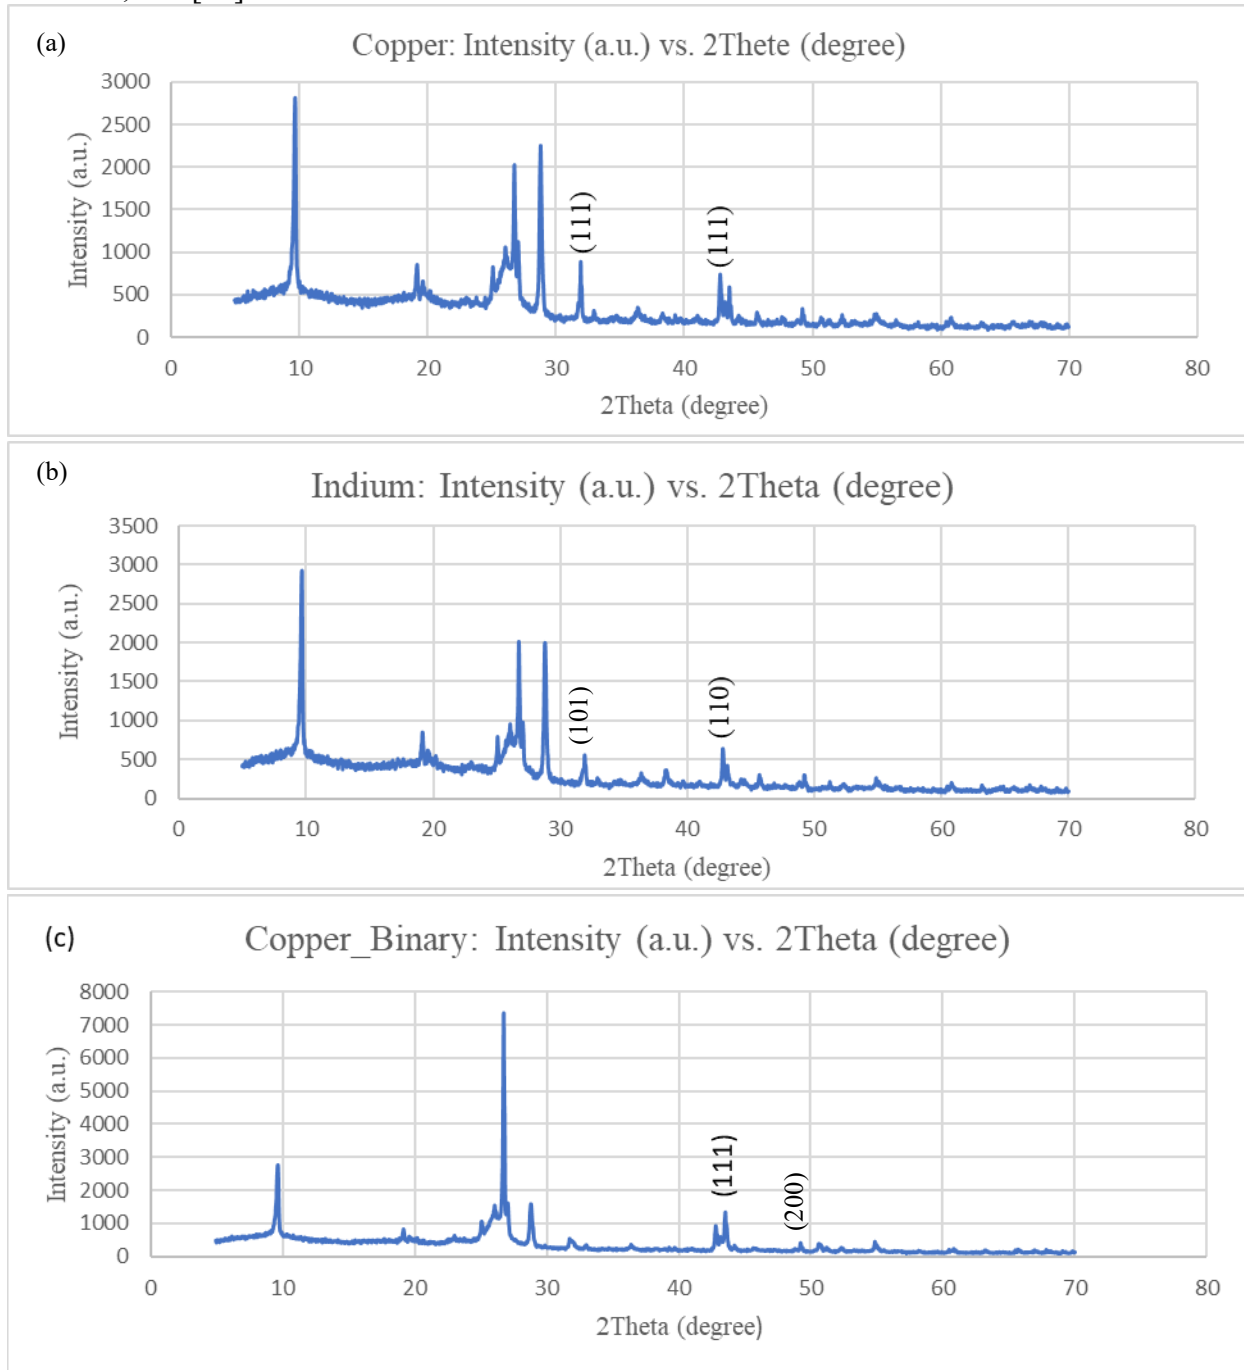 (a)
Copper: Intensity (a.u.) vs. 2Thete (degree)
3000
2500
2000
1500
1000
500
0
Intensity (a.u.)
(111)
(111)
0 10 20 30 40 50 60 70 80
2Theta (degree)
(b)
Indium: Intensity (a.u.) vs. 2Theta (degree)
3500
3000
2500
2000
1500
1000
500
0
Intensity (a.u.)
(101)
(110)
0 10 20 30 40 50 60 70 80
2Theta (degree)
(c)
Copper_Binary: Intensity (a.u.) vs. 2Theta (degree)
8000
7000
6000
5000
4000
3000
2000
1000
0
Intensity (a.u.)
(111)
(200)
0 10 20 30 40 50 60 70 80
2Theta (degree)